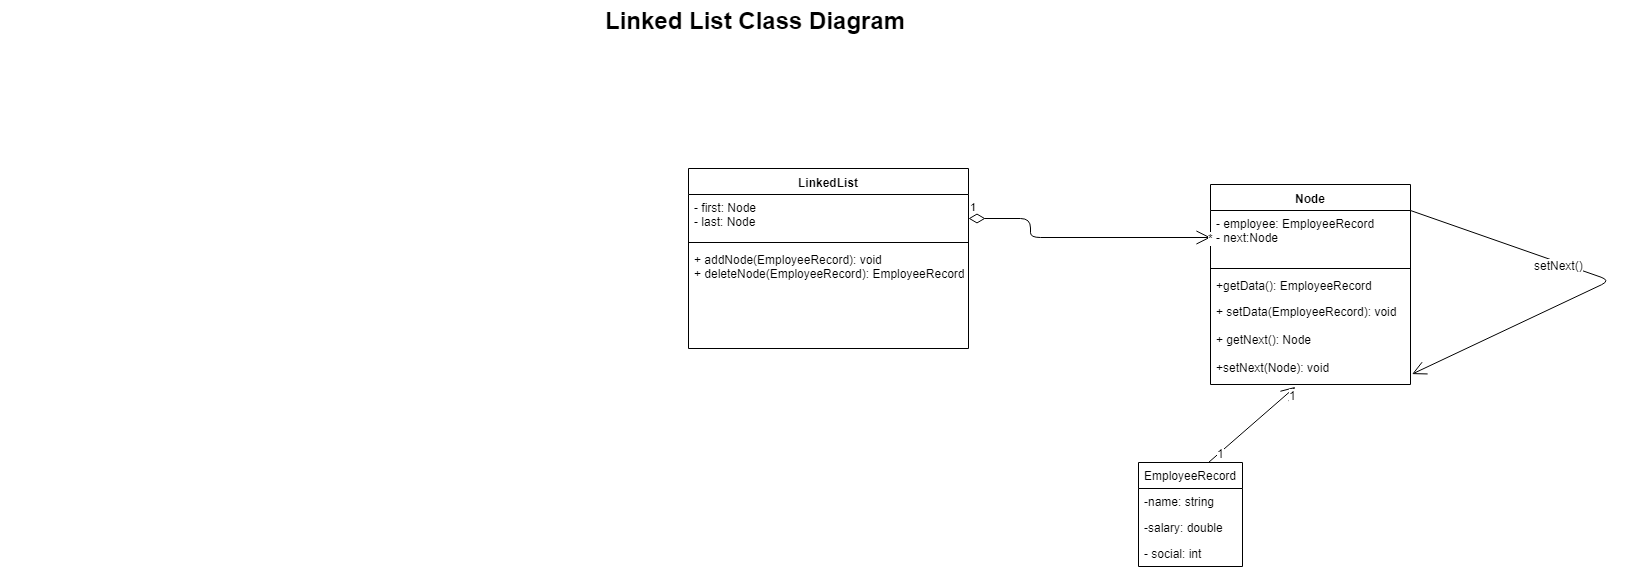 Linked List Class Diagram
LinkedList
- first: Node
- last: Node
+ addNode(EmployeeRecord): void
+ deleteNode(EmployeeRecord): EmployeeRecord
1
*
Node
- employee: EmployeeRecord
- next:Node
+getData(): EmployeeRecord
+ setData(EmployeeRecord): void
+ getNext(): Node
+setNext(Node): void
setNext()
1
1
EmployeeRecord
-name: string
-salary: double
- social: int